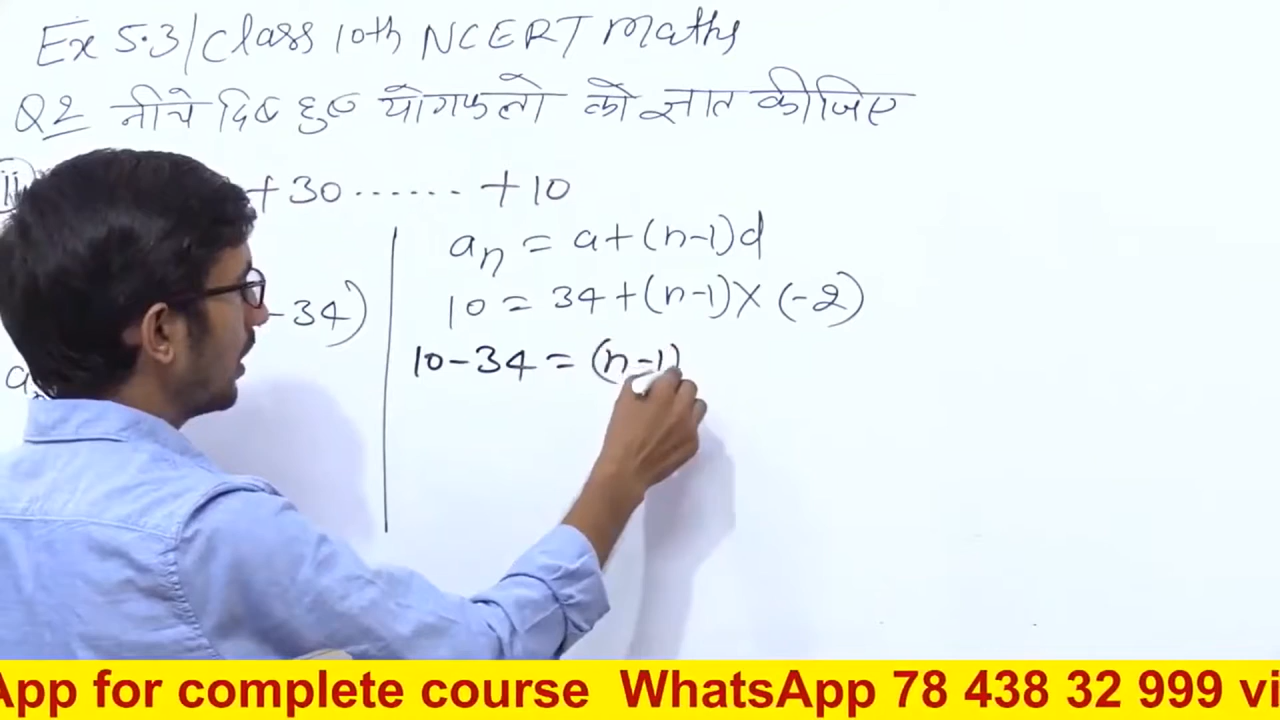 Ex 5.3/Class 10th NCERT Maths
Q2 नीचे दिए हुए योगफलो को ज्ञात कीजिए
+30 ...... +10
-34)
a
an = a+(n-1)d
10 = 34+(n-1)X(-2)
10-34 = (n-1)
App for complete course WhatsApp 78 438 32 999 vi